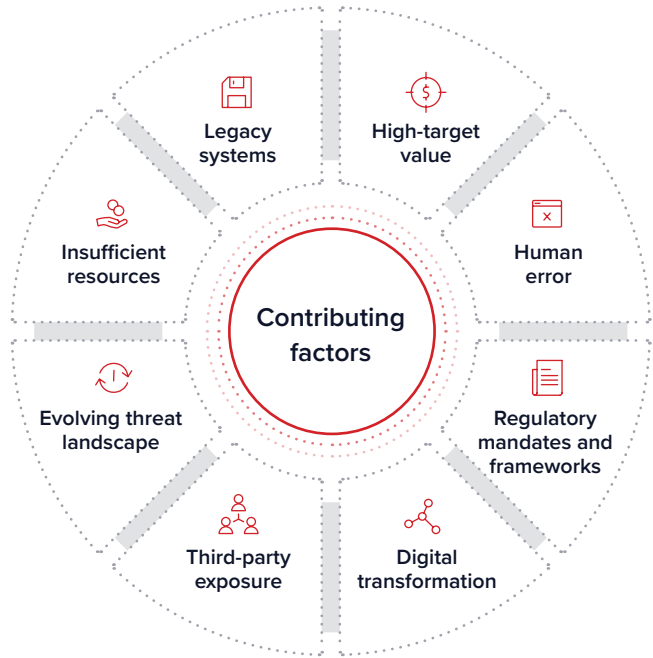 Contributing
factors
High-target
value
Human
error
Regulatory
mandates and
frameworks
Digital
transformation
Third-party
exposure
Evolving threat
landscape
Insufficient
resources
Legacy
systems
$